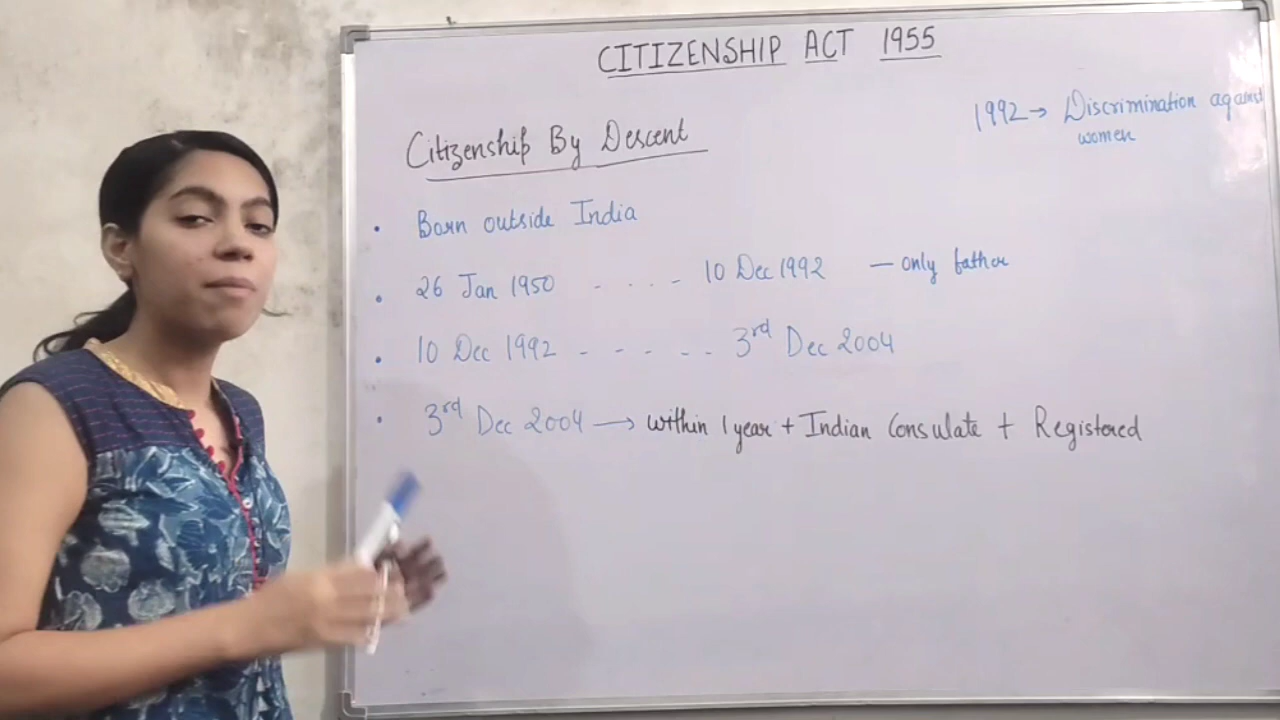 CITIZENSHIP ACT 1955
1992 → Discrimination against
women
Citizenship By Descent
• Born outside India
• 26 Jan 1950 - . . . - 10 Dec 1992 — only father
• 10 Dec 1992 - - - - - . 3rd Dec 2004
• 3rd Dec 2004 → within 1 year + Indian Consulate + Registered